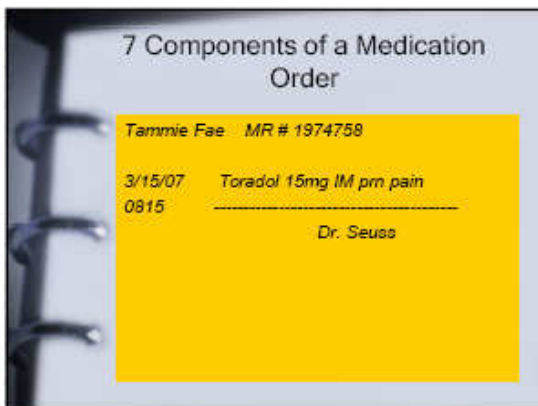 7 Components of a Medication
Order
Tammie Fae MR # 1974758
3/15/07 Toradol 15mg IM prn pain
0815 ------------------------------------------
Dr. Seuss